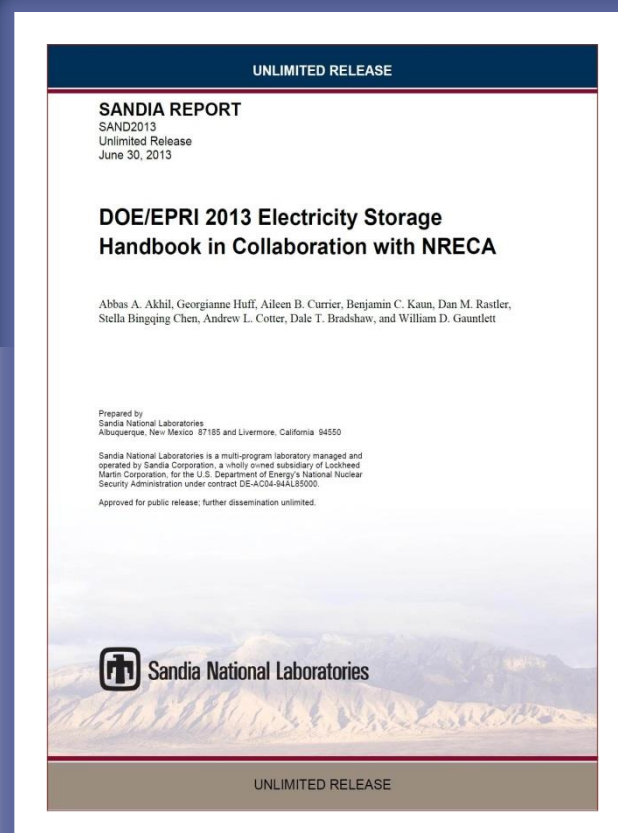 UNLIMITED RELEASE
SANDIA REPORT
SAND2013
Unlimited Release
June 30, 2013
DOE/EPRI 2013 Electricity Storage
Handbook in Collaboration with NRECA
Abbas A. Akhil, Georgianne Huff, Aileen B. Currier, Benjamin C. Kaun, Dan M. Rastler,
Stella Bingqing Chen, Andrew L. Cotter, Dale T. Bradshaw, and William D. Gauntlett
Prepared by
Sandia National Laboratories
Albuquerque, New Mexico 87185 and Livermore, California 94550
Sandia National Laboratories is a multi-program laboratory managed and
operated by Sandia Corporation, a wholly owned subsidiary of Lockheed
Martin Corporation, for the U.S. Department of Energy's National Nuclear
Security Administration under contract DE-AC04-94AL85000.
Approved for public release; further dissemination unlimited.
Sandia National Laboratories
UNLIMITED RELEASE